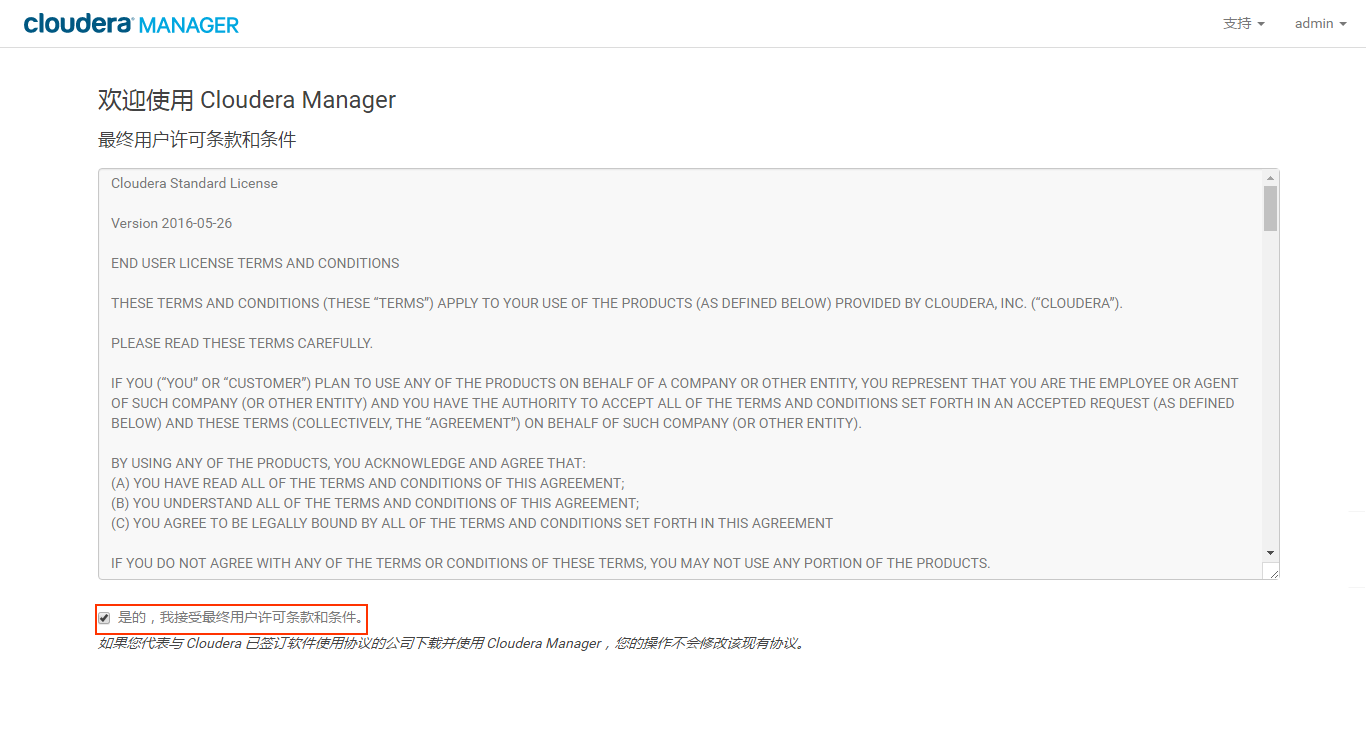 cloudera MANAGER
支持
admin
欢迎使用 Cloudera Manager
最终用户许可条款和条件
Cloudera Standard License
Version 2016-05-26
END USER LICENSE TERMS AND CONDITIONS
THESE TERMS AND CONDITIONS (THESE “TERMS”) APPLY TO YOUR USE OF THE PRODUCTS (AS DEFINED BELOW) PROVIDED BY CLOUDERA, INC. (“CLOUDERA”).
PLEASE READ THESE TERMS CAREFULLY.
IF YOU (“YOU” OR “CUSTOMER”) PLAN TO USE ANY OF THE PRODUCTS ON BEHALF OF A COMPANY OR OTHER ENTITY, YOU REPRESENT THAT YOU ARE THE EMPLOYEE OR AGENT
OF SUCH COMPANY (OR OTHER ENTITY) AND YOU HAVE THE AUTHORITY TO ACCEPT ALL OF THE TERMS AND CONDITIONS SET FORTH IN AN ACCEPTED REQUEST (AS DEFINED
BELOW) AND THESE TERMS (COLLECTIVELY, THE “AGREEMENT”) ON BEHALF OF SUCH COMPANY (OR OTHER ENTITY).
BY USING ANY OF THE PRODUCTS, YOU ACKNOWLEDGE AND AGREE THAT:
(A) YOU HAVE READ ALL OF THE TERMS AND CONDITIONS OF THIS AGREEMENT;
(B) YOU UNDERSTAND ALL OF THE TERMS AND CONDITIONS OF THIS AGREEMENT;
(C) YOU AGREE TO BE LEGALLY BOUND BY ALL OF THE TERMS AND CONDITIONS SET FORTH IN THIS AGREEMENT
IF YOU DO NOT AGREE WITH ANY OF THE TERMS OR CONDITIONS OF THESE TERMS, YOU MAY NOT USE ANY PORTION OF THE PRODUCTS.
是的，我接受最终用户许可条款和条件。
如果您代表与 Cloudera 已签订软件使用协议的公司下载并使用 Cloudera Manager，您的操作不会修改该现有协议。